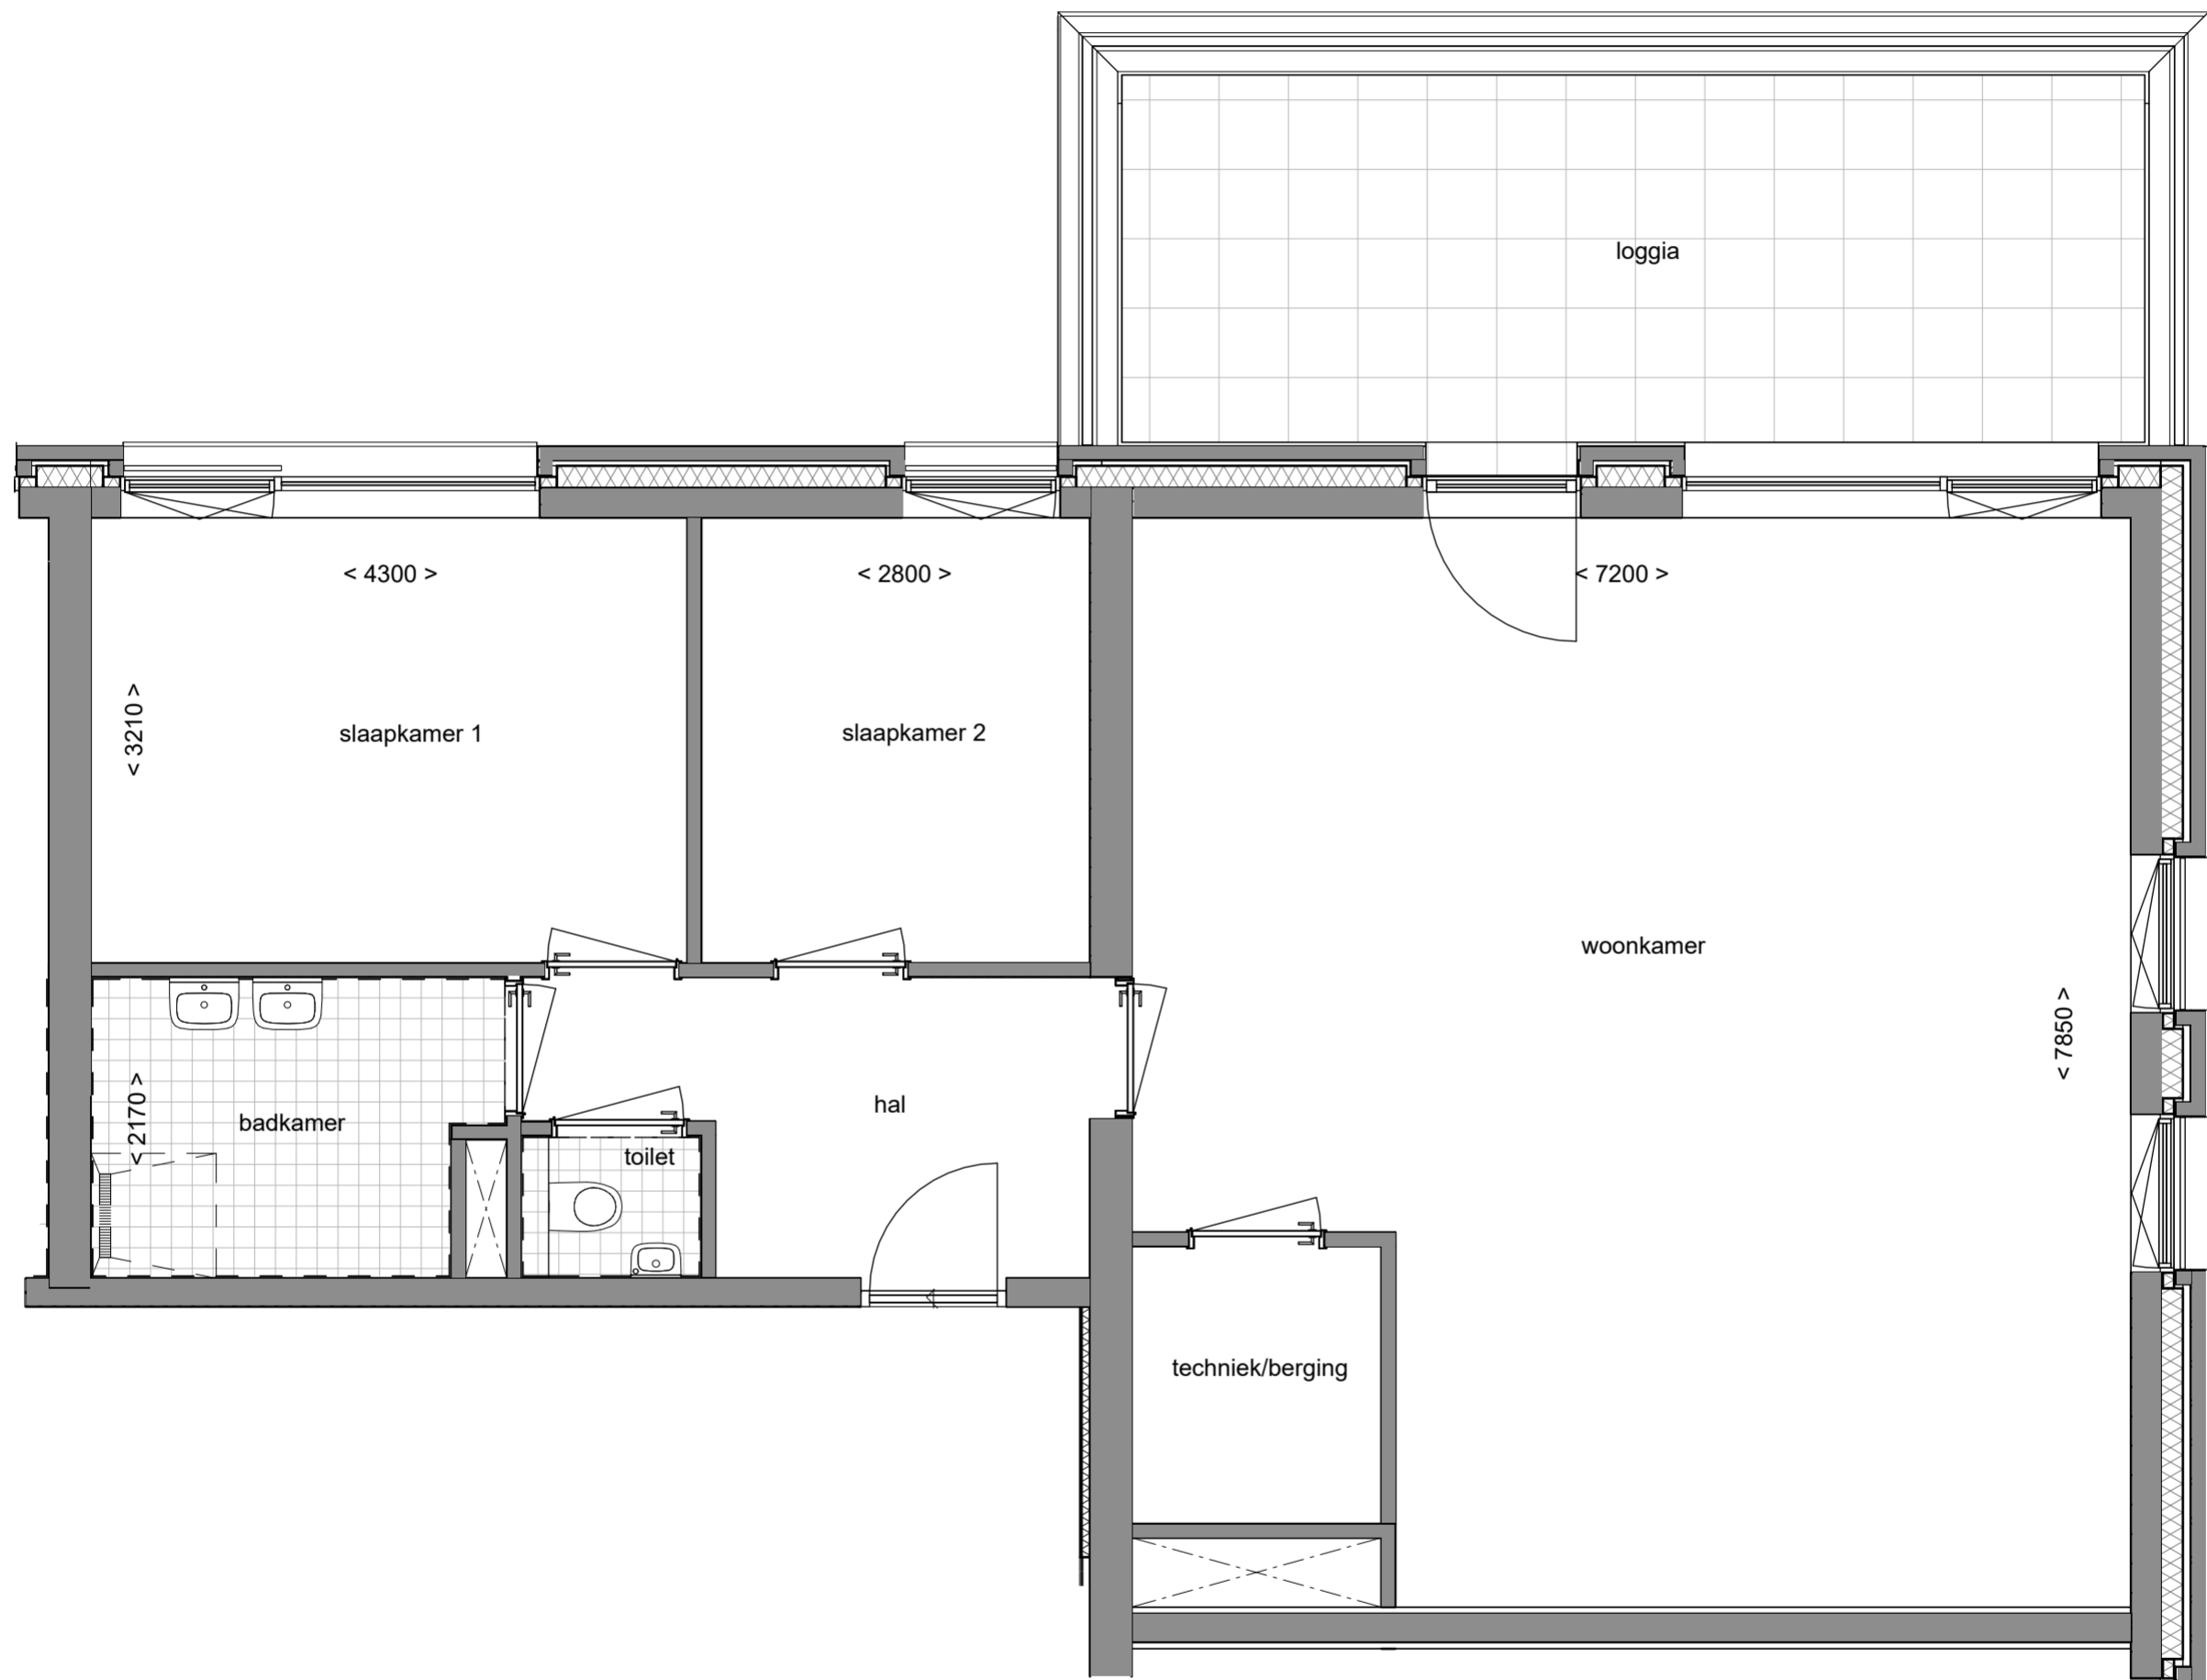 loggia
< 4300 >
< 2800 >
< 7200 >
< 3210 >
slaapkamer 1
slaapkamer 2
woonkamer
< 7850 >
< 2170 >
badkamer
hal
toilet
techniek/berging